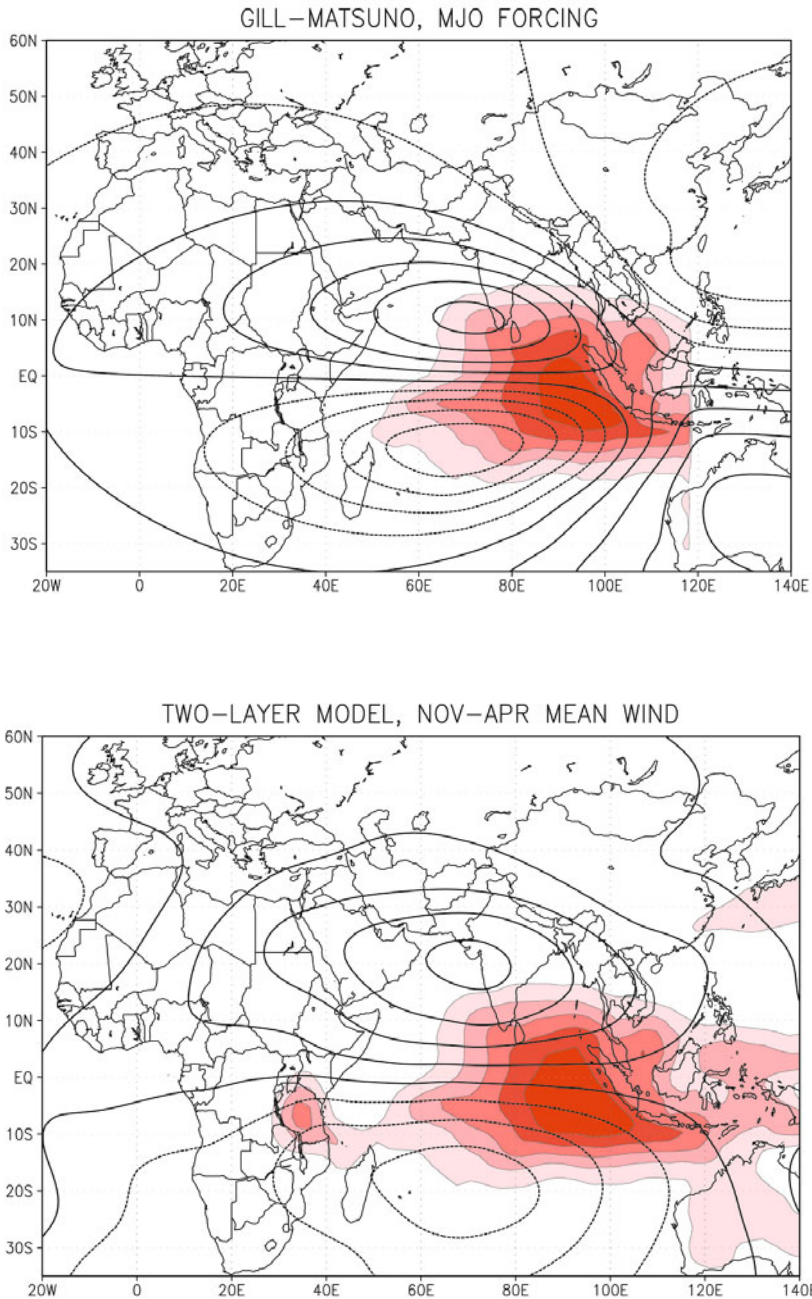 GILL−MATSUNO, MJO FORCING
60N
50N
40N
30N
20N
10N
EQ
10S
20S
30S
20W 0 20E 40E 60E 80E 100E 120E 140E
TWO−LAYER MODEL, NOV−APR MEAN WIND
60N
50N
40N
30N
20N
10N
EQ
10S
20S
30S
20W 0 20E 40E 60E 80E 100E 120E 140E